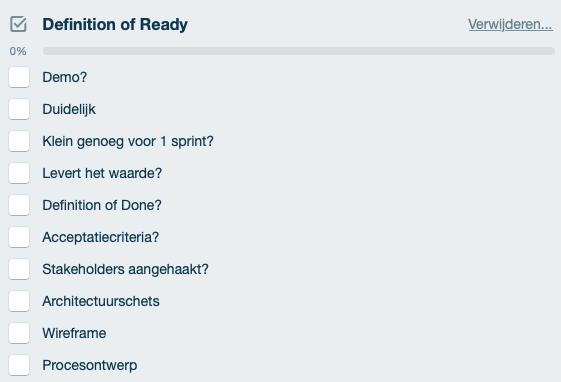 Definition of Ready Verwijderen...
0%
Demo?
Duidelijk
Klein genoeg voor 1 sprint?
Levert het waarde?
Definition of Done?
Acceptatiecriteria?
Stakeholders aangehaakt?
Architectuurschets
Wireframe
Procesontwerp